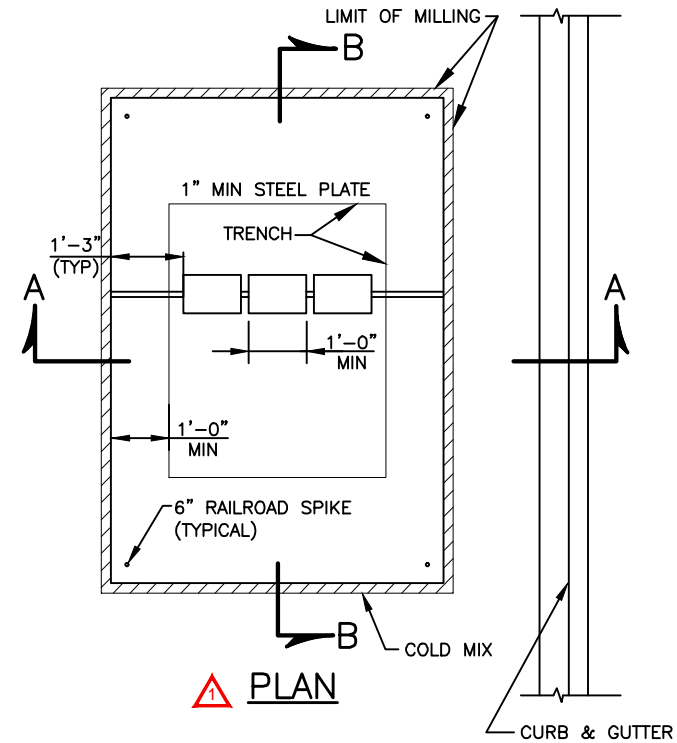 LIMIT OF MILLING
B
1" MIN STEEL PLATE
TRENCH
1'-3"
(TYP)
A
A
1'-0"
MIN
1'-0"
MIN
6" RAILROAD SPIKE
(TYPICAL)
B
COLD MIX
1 PLAN
CURB & GUTTER